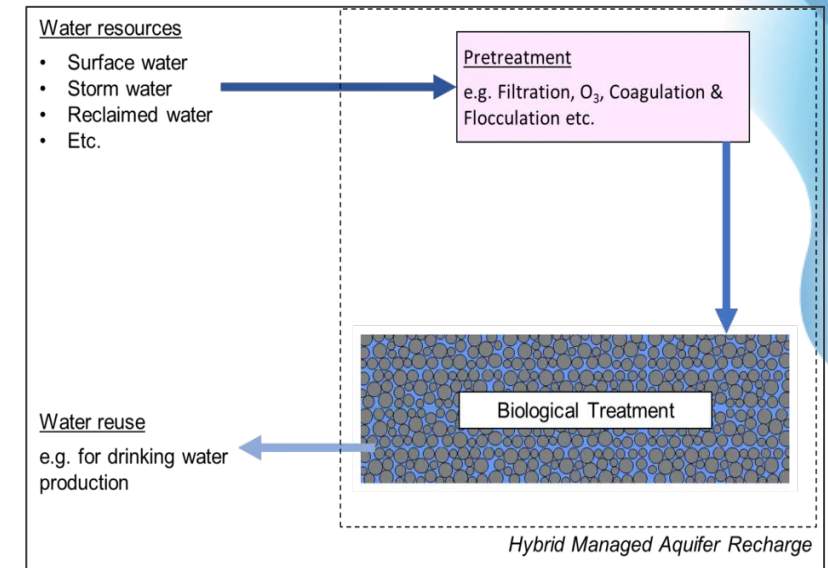 Water resources
• Surface water
• Storm water
• Reclaimed water
• Etc.
Pretreatment
e.g. Filtration, O₃, Coagulation &
Flocculation etc.
Biological Treatment
Water reuse
e.g. for drinking water
production
Hybrid Managed Aquifer Recharge